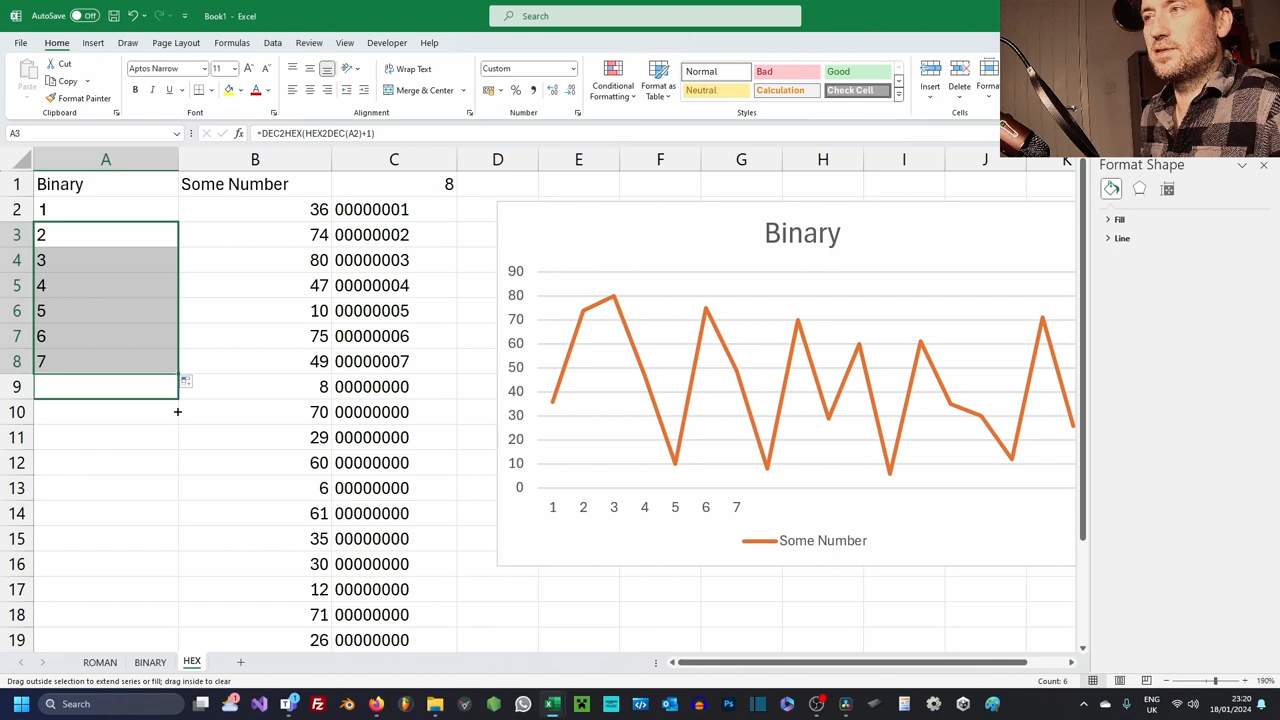 AutoSave Off Book1 - Excel Search
File Home Insert Draw Page Layout Formulas Data Review View Developer Help
Cut
Copy
Format Painter
Paste
Clipboard
Aptos Narrow 11
Font
Wrap Text
Merge & Center
Alignment
Custom
Number
Conditional Formatting
Format as Table
Normal Bad Good
Neutral Calculation Check Cell
Styles
Insert Delete Format
Cells
A3 =DEC2HEX(HEX2DEC(A2)+1)
A B C D E F G H I J K
1 Binary Some Number 8
2 1 36 00000001
3 2 74 00000002
4 3 80 00000003
5 4 47 00000004
6 5 10 00000005
7 6 75 00000006
8 7 49 00000007
9 8 00000000
10 70 00000000
11 29 00000000
12 60 00000000
13 6 00000000
14 61 00000000
15 35 00000000
16 30 00000000
17 12 00000000
18 71 00000000
19 26 00000000
Binary
90
80
70
60
50
40
30
20
10
0
1 2 3 4 5 6 7
Some Number
Format Shape
Fill
Line
ROMAN BINARY HEX
Drag outside selection to extend series or fill; drag inside to clear Count: 6 190%
Search ENG UK 23:20 18/01/2024